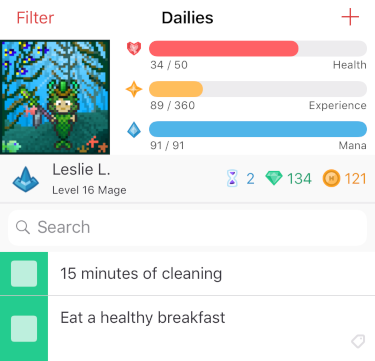 Filter Dailies +
34 / 50 Health
89 / 360 Experience
91 / 91 Mana
Leslie L.
Level 16 Mage
2 134 121
Search
15 minutes of cleaning
Eat a healthy breakfast